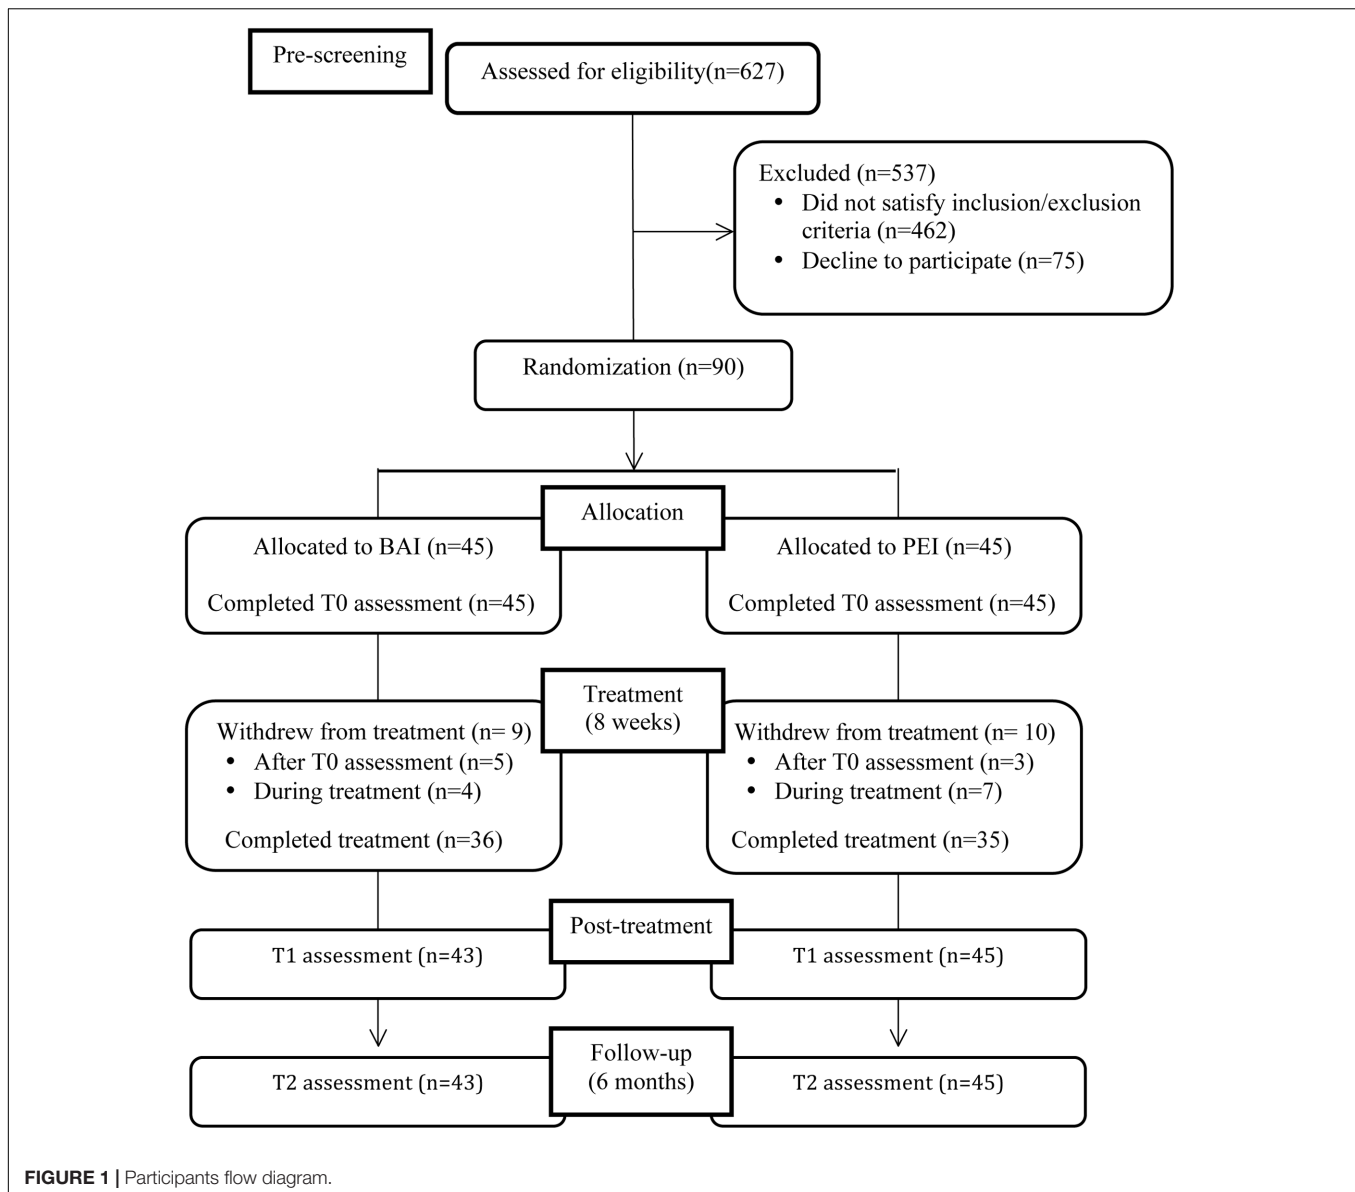 Pre-screening
Assessed for eligibility(n=627)
Excluded (n=537)
• Did not satisfy inclusion/exclusion
criteria (n=462)
• Decline to participate (n=75)
Randomization (n=90)
Allocation
Allocated to BAI (n=45)
Completed T0 assessment (n=45)
Allocated to PEI (n=45)
Completed T0 assessment (n=45)
Treatment
(8 weeks)
Withdrew from treatment (n= 9)
• After T0 assessment (n=5)
• During treatment (n=4)
Completed treatment (n=36)
Withdrew from treatment (n= 10)
• After T0 assessment (n=3)
• During treatment (n=7)
Completed treatment (n=35)
Post-treatment
T1 assessment (n=43)
T1 assessment (n=45)
Follow-up
(6 months)
T2 assessment (n=43)
T2 assessment (n=45)
FIGURE 1 | Participants flow diagram.